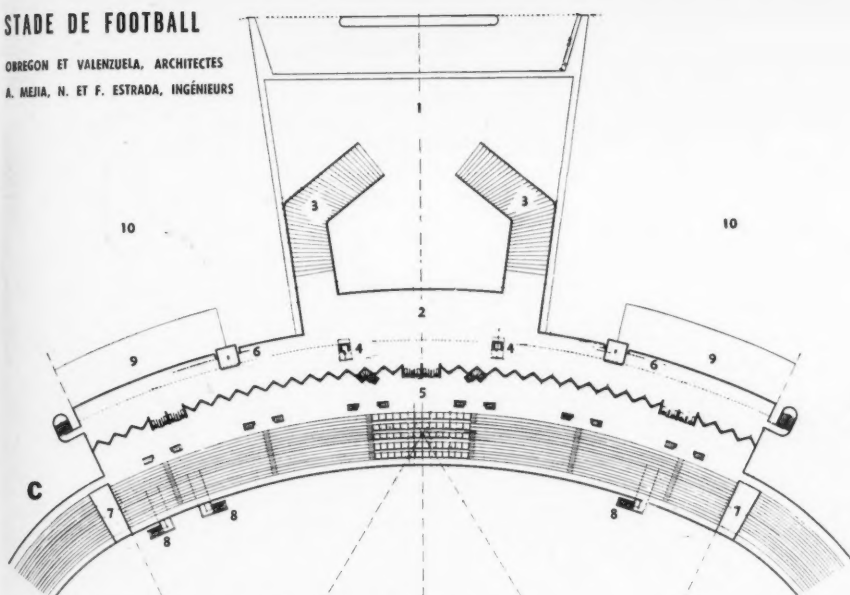 STADE DE FOOTBALL
OBREGON ET VALENZUELA, ARCHITECTES
A. MEJIA, N. ET F. ESTRADA, INGÉNIEURS
1
3 3
10 10
2
9 6 4 4 6 9
5
C
7 8 8 7
8